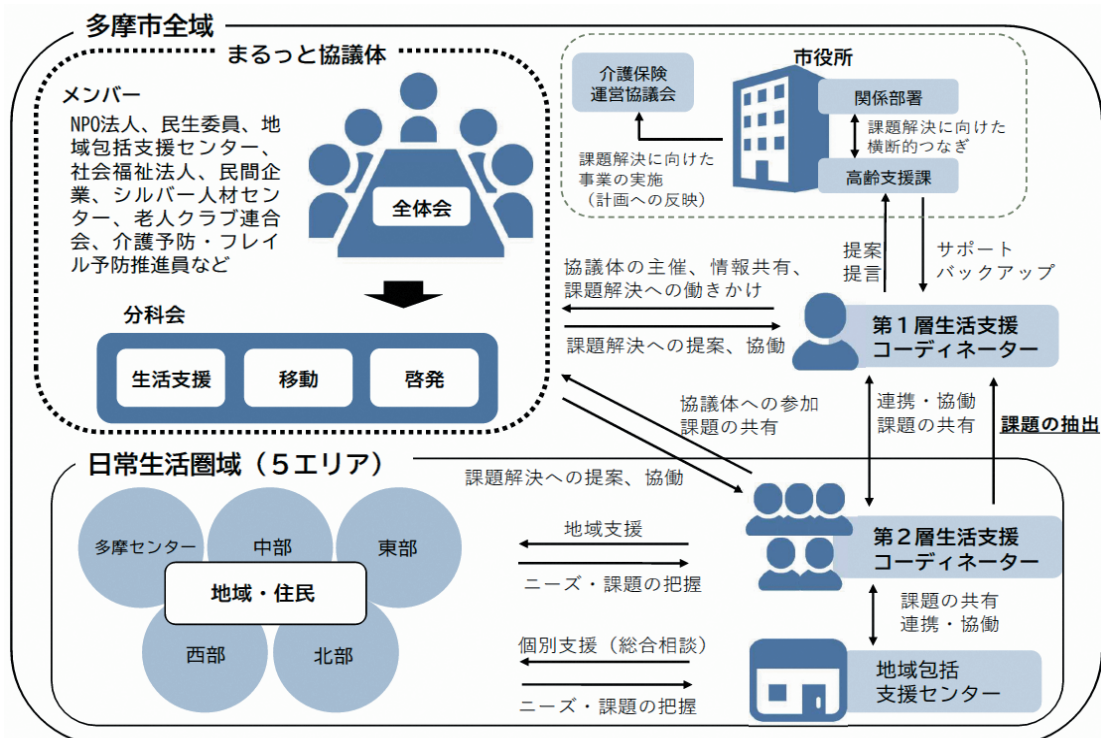 多摩市全域
まるっと協議体
メンバー
NPO法人、民生委員、地
域包括支援センター、
社会福祉法人、民間企
業、シルバー人材セン
ター、老人クラブ連合
会、介護予防・フレイ
ル予防推進員など
全体会
分科会
生活支援
移動
啓発
市役所
介護保険
運営協議会
関係部署
課題解決に向けた
横断的つなぎ
高齢支援課
課題解決に向けた
事業の実施
（計画への反映）
提案
提言
サポート
バックアップ
協議体の主催、情報共有、
課題解決への働きかけ
課題解決への提案、協働
第１層生活支援
コーディネーター
協議体への参加
課題の共有
連携・協働
課題の共有
課題の抽出
日常生活圏域（５エリア）
課題解決への提案、協働
多摩センター
中部
東部
地域・住民
西部
北部
地域支援
ニーズ・課題の把握
第２層生活支援
コーディネーター
課題の共有
連携・協働
個別支援（総合相談）
ニーズ・課題の把握
地域包括
支援センター